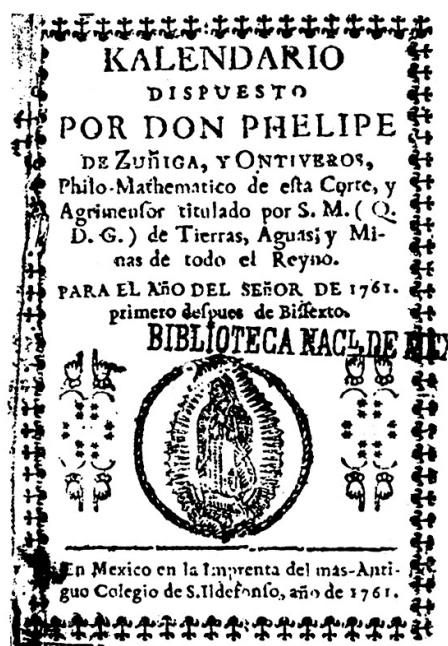 KALENDARIO
DISPUESTO
POR DON PHELIPE
DE ZUÑIGA, Y ONTIVEROS,
Philo-Mathematico de eſta Corte, y
Agrimenſor titulado por S. M. ( Q.
D. G. ) de Tierras, Aguas, y Mi-
nas de todo el Reyno.
PARA EL AÑO DEL SEñOR DE 1761.
primero deſpues de Biſſexto.
BIBLIOTECA NACL. DE MEX
En Mexico en la Imprenta del mas Anti-
guo Colegio de S. Ildefonſo, año de 1761.